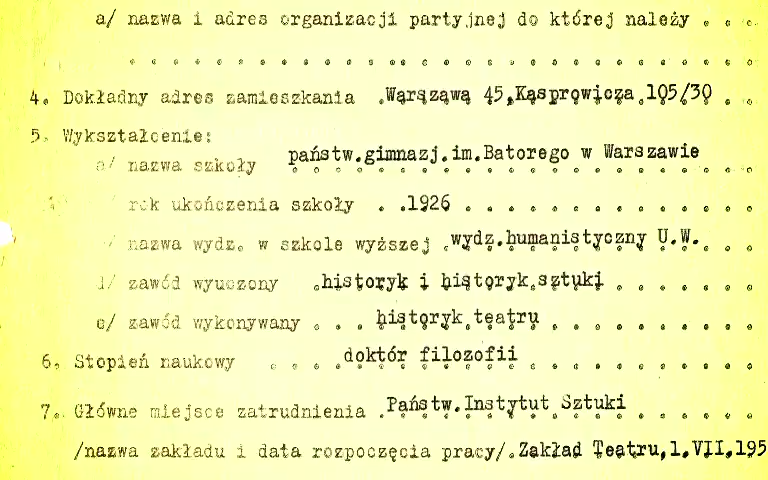 a/ nazwa i adres organizacji partyjnej do której należy . . .
. . . . . . . . . . . . . . . . . . . . . . . . . . . . .
4. Dokładny adres zamieszkania .Warszawa 45,Kasprowicza.105/30 . .
5. Wykształcenie:
a/ nazwa szkoły państw.gimnazj.im.Batorego w Warszawie
rok ukończenia szkoły . .1926 . . . . . . . . . . . . .
/ nazwa wydz. w szkole wyższej .wydz.humanistyczny U.W. . .
d/ zawód wyuczony .historyk i historyk.sztuki . . . . . .
e/ zawód wykonywany . . . historyk.teatru . . . . . . . . .
6. Stopień naukowy . . . doktór filozofii . . . . . . . . .
7. Główne miejsce zatrudnienia .Państw.Instytut Sztuki . . . . . .
/nazwa zakładu i data rozpoczęcia pracy/.Zakład Teatru,1.VII.195